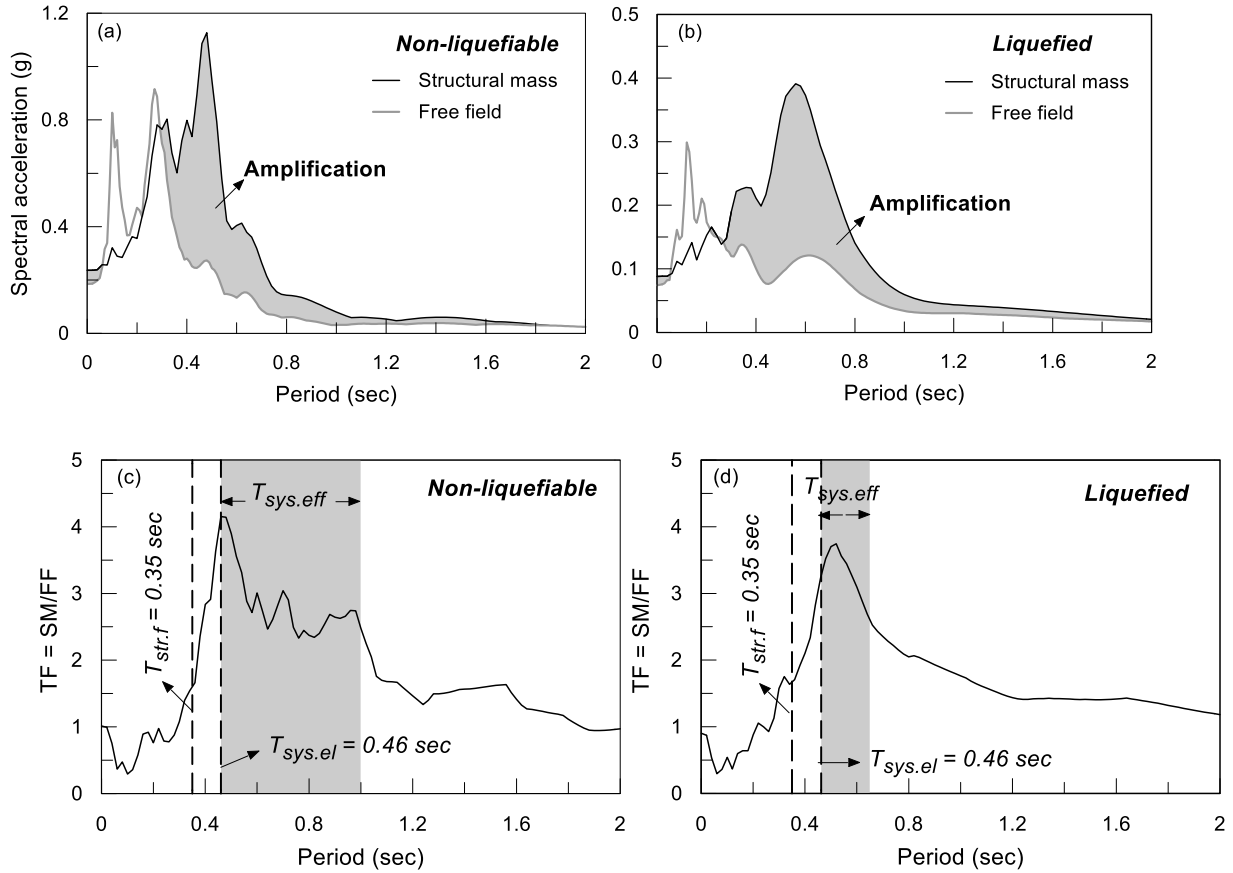 (a)
Non-liquefiable
Structural mass
Free field
Amplification
Spectral acceleration (g)
1.2
0.8
0.4
0
0 0.4 0.8 1.2 1.6 2
Period (sec)
(b)
Liquefied
Structural mass
Free field
Amplification
0.5
0.4
0.3
0.2
0.1
0
0 0.4 0.8 1.2 1.6 2
Period (sec)
(c)
Non-liquefiable
T sys.eff
T str.f = 0.35 sec
T sys.el = 0.46 sec
TF = SM/FF
5
4
3
2
1
0
0 0.4 0.8 1.2 1.6 2
Period (sec)
(d)
Liquefied
T sys.eff
T str.f = 0.35 sec
T sys.el = 0.46 sec
TF = SM/FF
5
4
3
2
1
0
0 0.4 0.8 1.2 1.6 2
Period (sec)